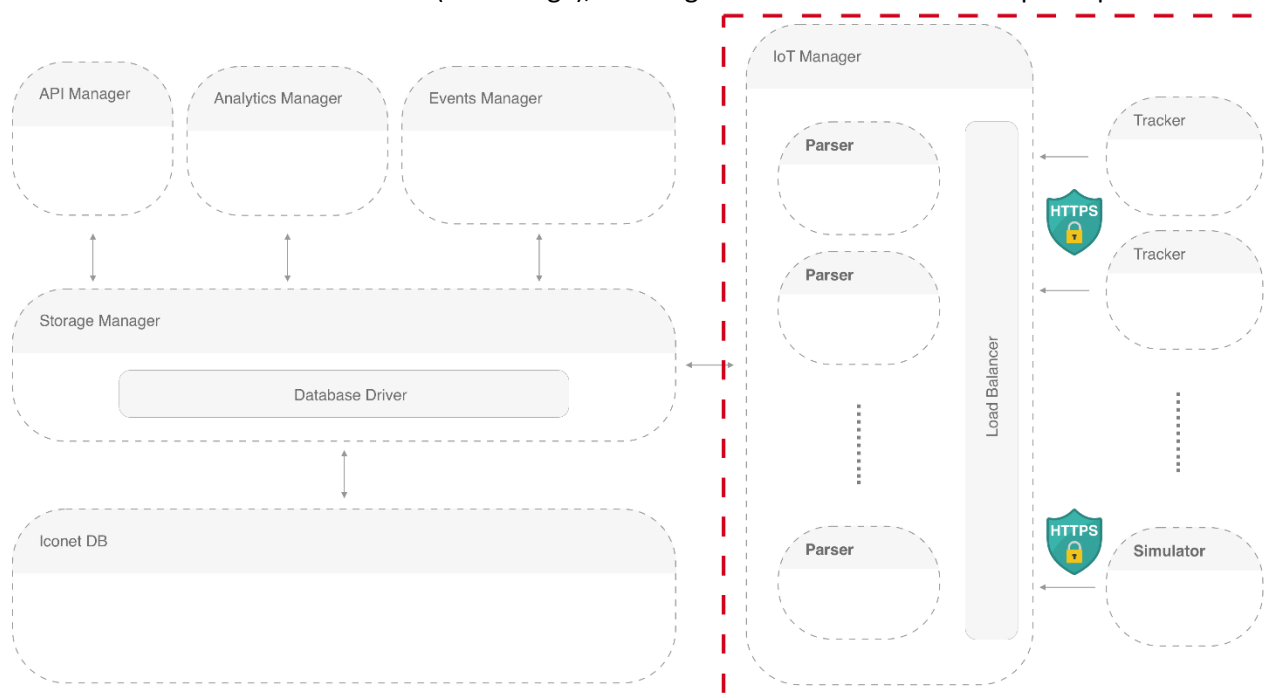 IoT Manager
API Manager
Analytics Manager
Events Manager
Parser
Tracker
HTTPS
Parser
Tracker
Storage Manager
Database Driver
Load Balancer
Iconet DB
Parser
HTTPS
Simulator